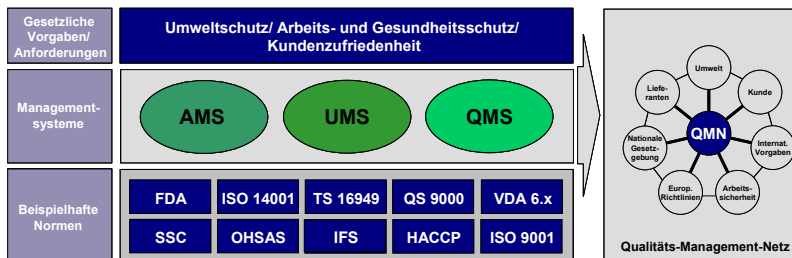 Gesetzliche
Vorgaben/
Anforderungen
Umweltschutz/ Arbeits- und Gesundheitsschutz/
Kundenzufriedenheit
Management-
systeme
AMS
UMS
QMS
Beispielhafte
Normen
FDA
ISO 14001
TS 16949
QS 9000
VDA 6.x
SSC
OHSAS
IFS
HACCP
ISO 9001
Umwelt
Liefe-
ranten
Kunde
QMN
Nationale
Gesetz-
gebung
Internat.
Vorgaben
Europ.
Richtlinien
Arbeits-
sicherheit
Qualitäts-Management-Netz